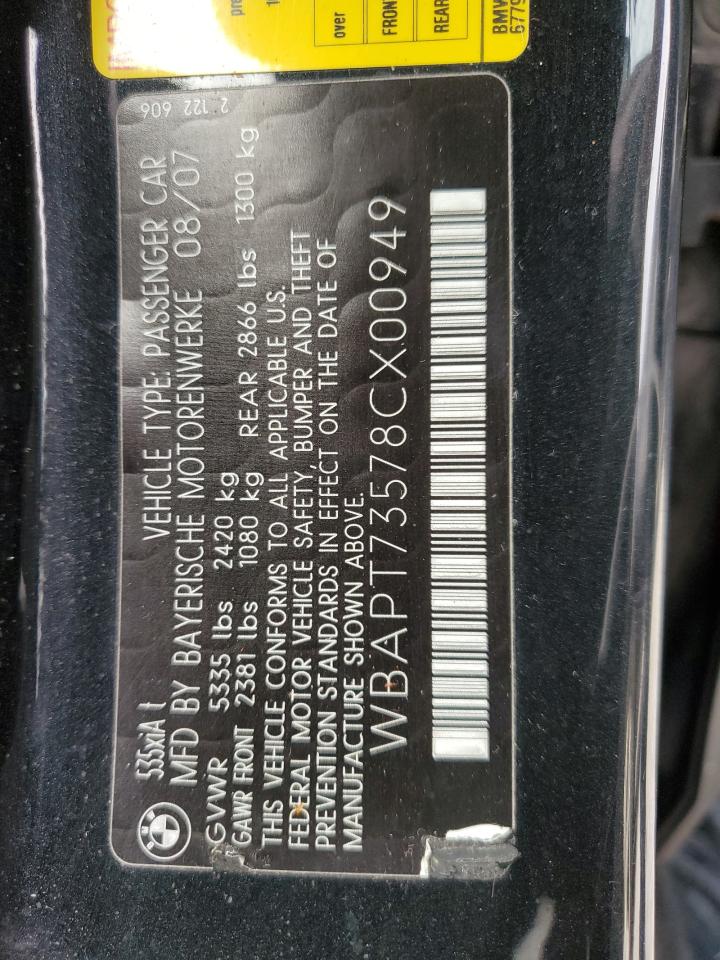 over
FRON
REAR
BMW
6779
2 122 606
535xiA t VEHICLE TYPE: PASSENGER CAR
MFD BY BAYERISCHE MOTORENWERKE 08/07
GVWR 5335 lbs 2420 kg
GAWR FRONT 2381 lbs 1080 kg REAR 2866 lbs 1300 kg
THIS VEHICLE CONFORMS TO ALL APPLICABLE U.S.
FEDERAL MOTOR VEHICLE SAFETY, BUMPER AND THEFT
PREVENTION STANDARDS IN EFFECT ON THE DATE OF
MANUFACTURE SHOWN ABOVE.
WBAPT73578CX00949